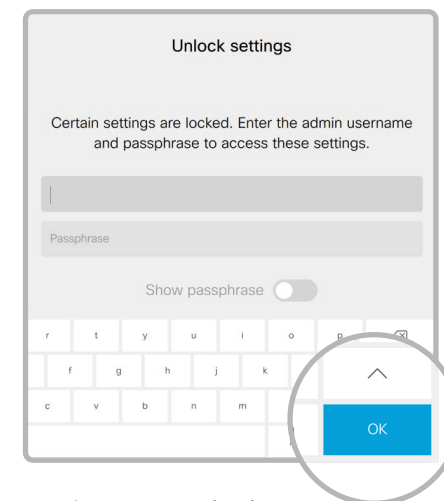 Unlock settings
Certain settings are locked. Enter the admin username
and passphrase to access these settings.
Passphrase
Show passphrase
r t y u i o p
f g h j k
c v b n m
OK